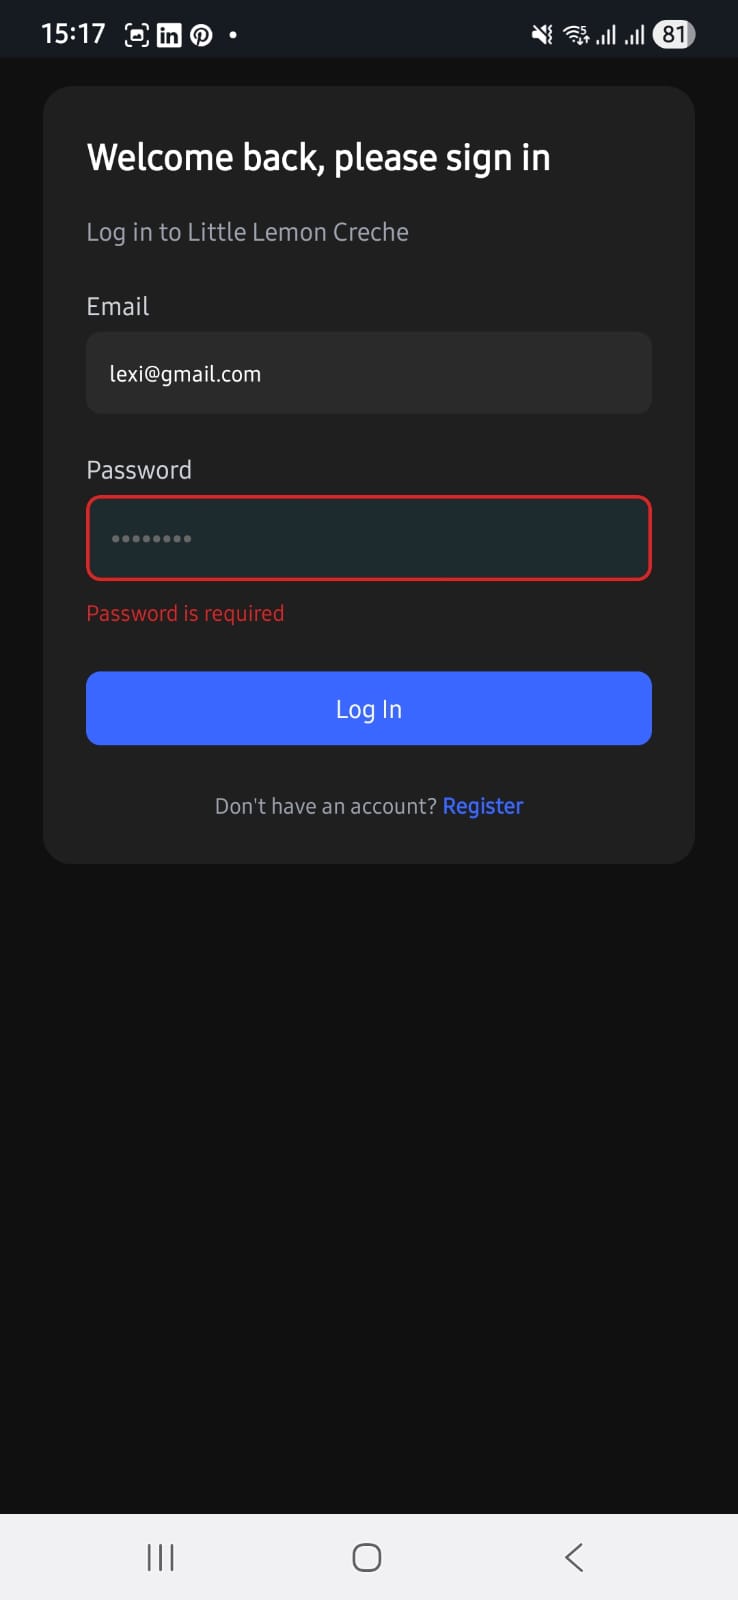 15:17
81
Welcome back, please sign in
Log in to Little Lemon Creche
Email
lexi@gmail.com
Password
••••••••
Password is required
Log In
Don't have an account? Register